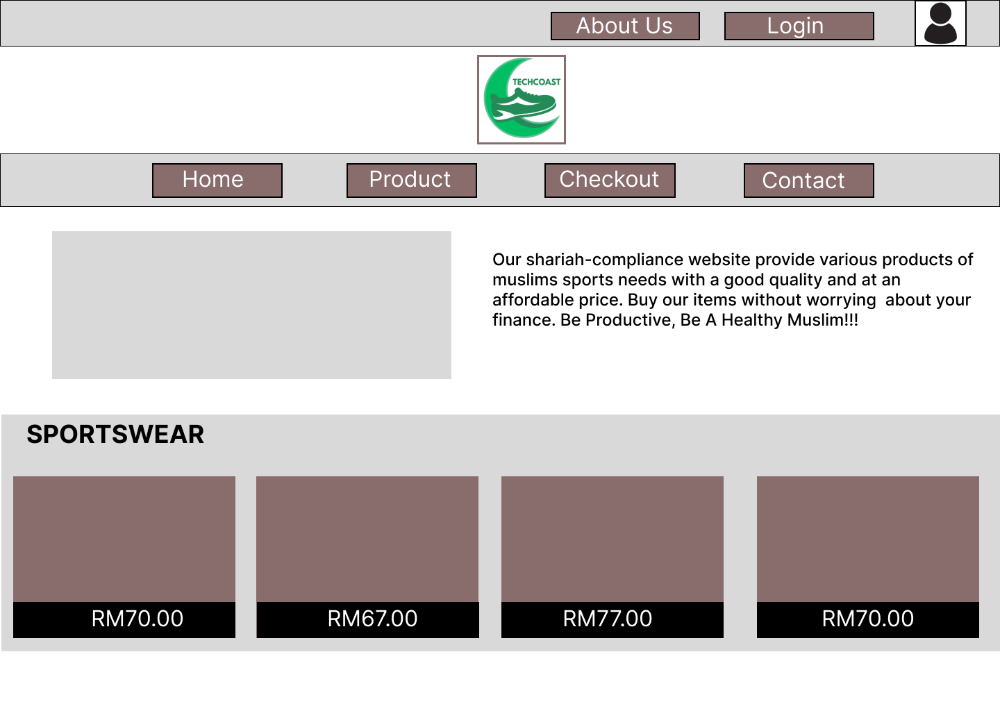 About Us
Login
TECHCOAST
Home
Product
Checkout
Contact
Our shariah-compliance website provide various products of
muslims sports needs with a good quality and at an
affordable price. Buy our items without worrying  about your
finance. Be Productive, Be A Healthy Muslim!!!
SPORTSWEAR
RM70.00
RM67.00
RM77.00
RM70.00